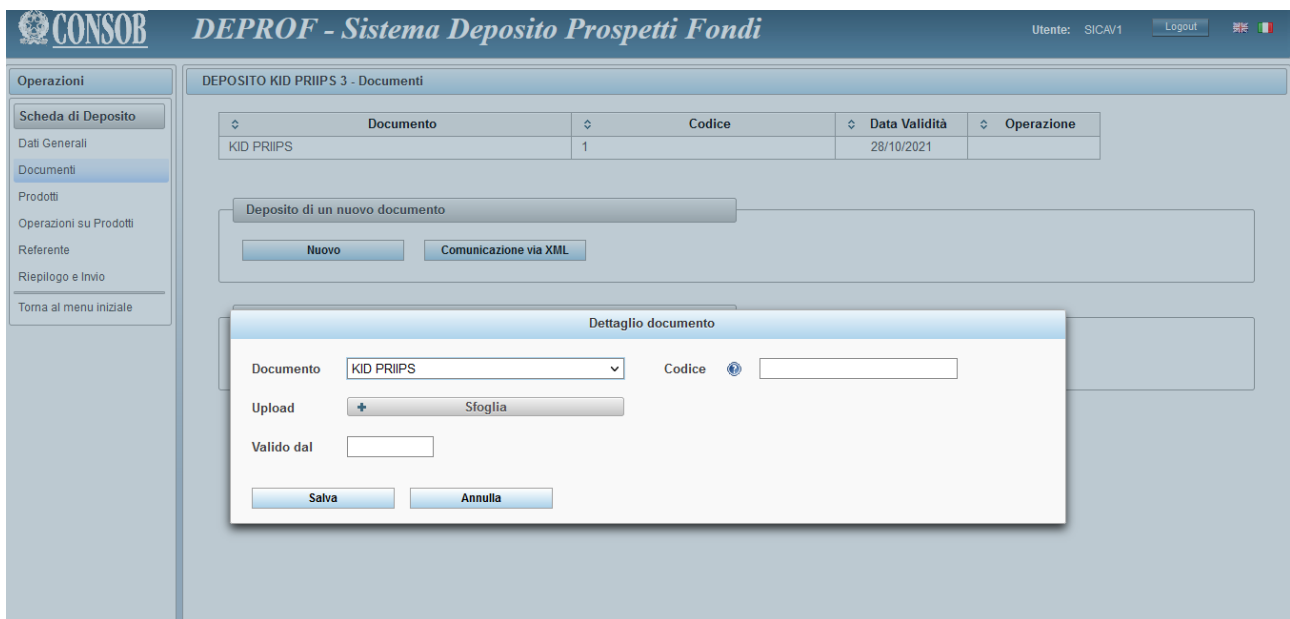 CONSOB
DEPROF - Sistema Deposito Prospetti Fondi
Utente: SICAV1
Logout
Operazioni
DEPOSITO KID PRIIPS 3 - Documenti
Scheda di Deposito
Dati Generali
Documenti
Prodotti
Operazioni su Prodotti
Referente
Riepilogo e Invio
Torna al menu iniziale
Documento Codice Data Validità Operazione
KID PRIIPS 1 28/10/2021
Deposito di un nuovo documento
Nuovo Comunicazione via XML
Dettaglio documento
Documento KID PRIIPS Codice
Upload + Sfoglia
Valido dal
Salva Annulla